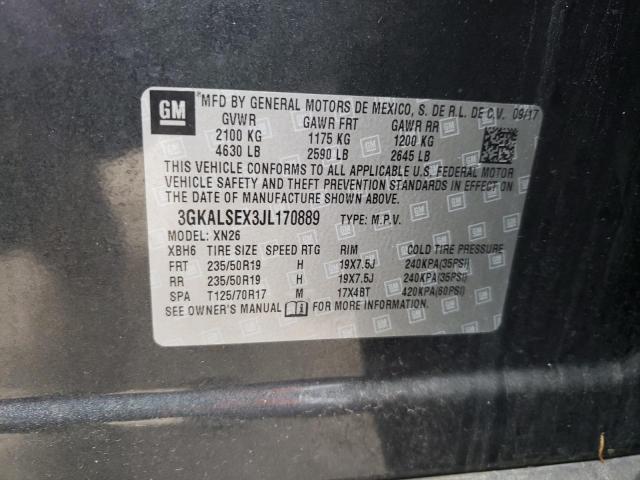 GM ®MFD BY GENERAL MOTORS DE MEXICO, S. DE R.L. DE C.V. 09/17
GVWR GAWR FRT GAWR RR
2100 KG 1175 KG 1200 KG
4630 LB 2590 LB 2645 LB
THIS VEHICLE CONFORMS TO ALL APPLICABLE U.S. FEDERAL MOTOR
VEHICLE SAFETY AND THEFT PREVENTION STANDARDS IN EFFECT ON
THE DATE OF MANUFACTURE SHOWN ABOVE.
3GKALSEX3JL170889 TYPE: M.P.V.
MODEL: XN26
XBH6 TIRE SIZE SPEED RTG RIM COLD TIRE PRESSURE
FRT 235/50R19 H 19X7.5J 240KPA(35PSI)
RR 235/50R19 H 19X7.5J 240KPA(35PSI)
SPA T125/70R17 M 17X4BT 420KPA(60PSI)
SEE OWNER'S MANUAL FOR MORE INFORMATION.